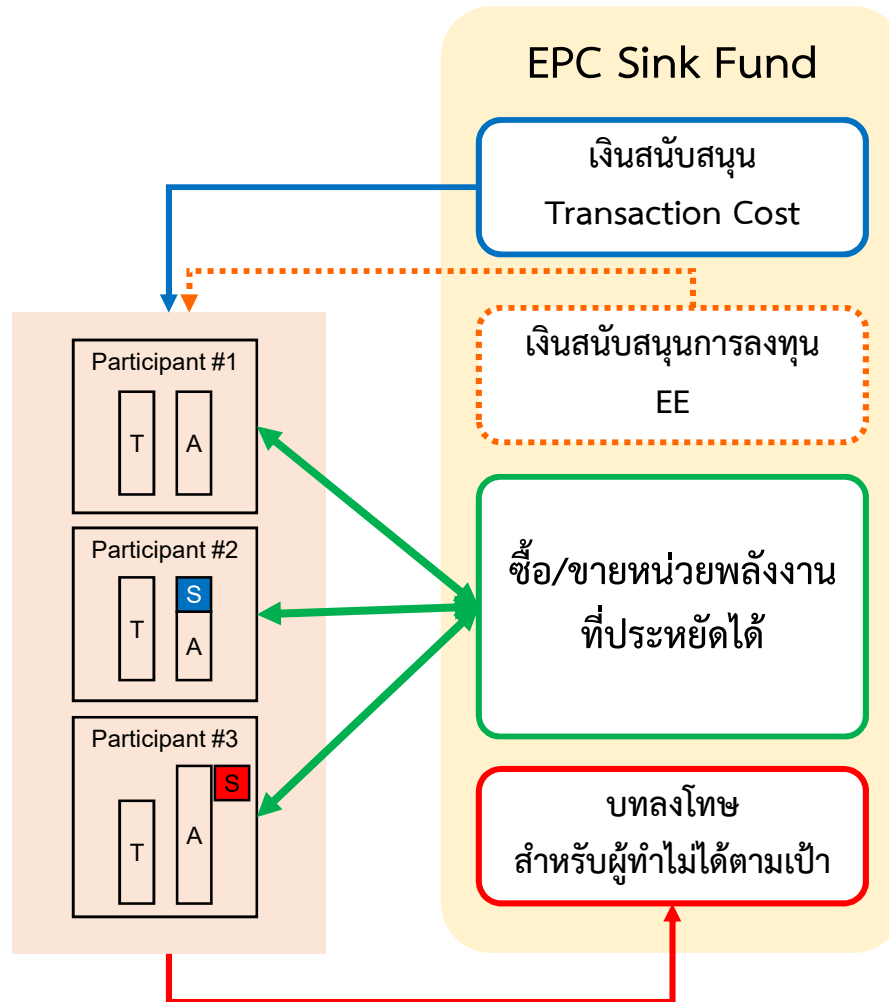 EPC Sink Fund
เงินสนับสนุน
Transaction Cost
เงินสนับสนุนการลงทุน
EE
Participant #1
T
A
Participant #2
S
T
A
ซื้อ/ขายหน่วยพลังงาน
ที่ประหยัดได้
Participant #3
S
T
A
บทลงโทษ
สำหรับผู้ทำไม่ได้ตามเป้า